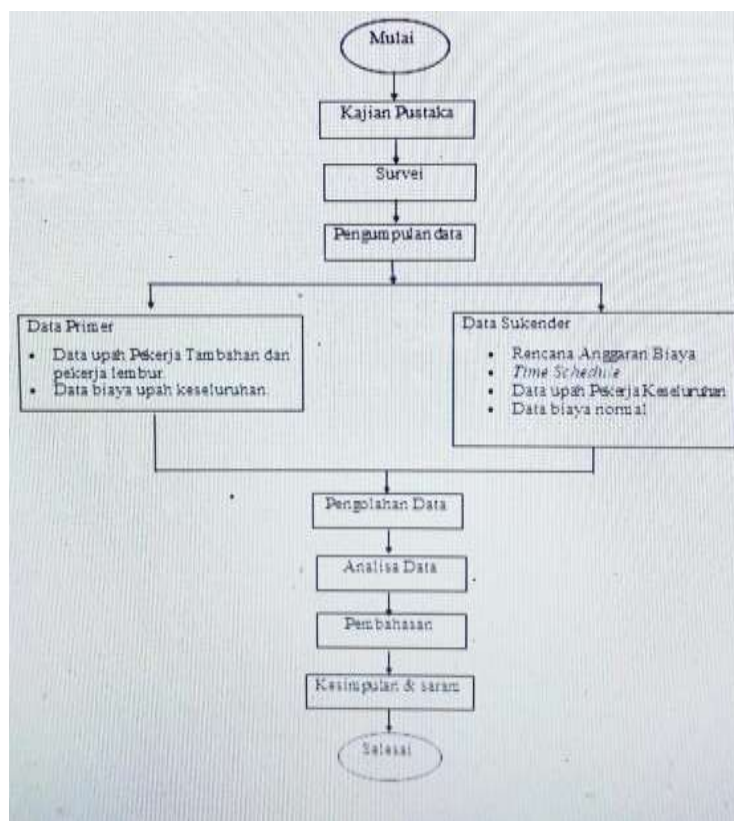 Mulai
Kajian Pustaka
Survei
Pengumpulan data
Data Primer
• Data upah Pekerja Tambahan dan
pekerja lembur.
• Data biaya upah keseluruhan.
Data Sukender
• Rencana Anggaran Biaya
• Time Schedule
• Data upah Pekerja Keseluruhan
• Data biaya normal
Pengolahan Data
Analisa Data
Pembahasan
Kesimpulan & saram
Selesai